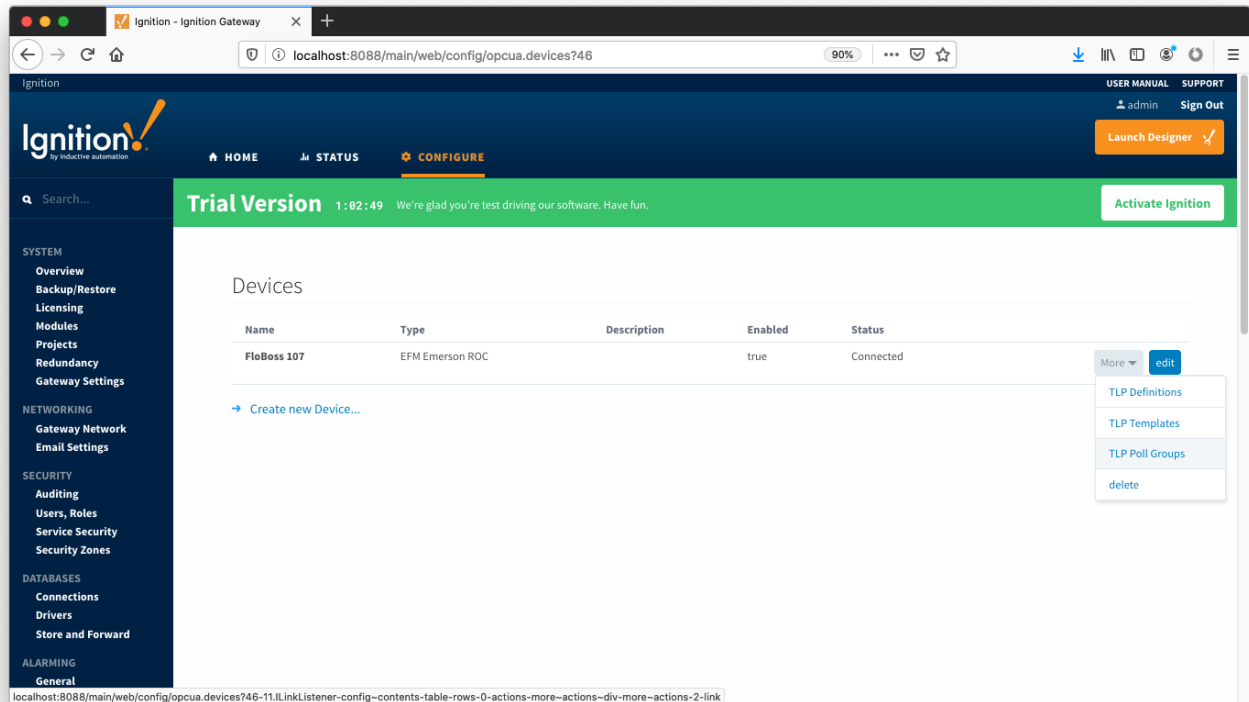 Ignition - Ignition Gateway
localhost:8088/main/web/config/opcua.devices?46
90%
Ignition
USER MANUAL SUPPORT
admin Sign Out
Ignition!
by inductive automation
HOME STATUS CONFIGURE
Launch Designer
Search...
Trial Version 1:02:49 We're glad you're test driving our software. Have fun.
Activate Ignition
SYSTEM
Overview
Backup/Restore
Licensing
Modules
Projects
Redundancy
Gateway Settings
NETWORKING
Gateway Network
Email Settings
SECURITY
Auditing
Users, Roles
Service Security
Security Zones
DATABASES
Connections
Drivers
Store and Forward
ALARMING
General
Devices
Name Type Description Enabled Status
FloBoss 107 EFM Emerson ROC true Connected
More edit
TLP Definitions
TLP Templates
TLP Poll Groups
delete
Create new Device...
localhost:8088/main/web/config/opcua.devices?46-11.ILinkListener-config~contents-table-rows-0-actions-more~actions~div-more~actions-2-link